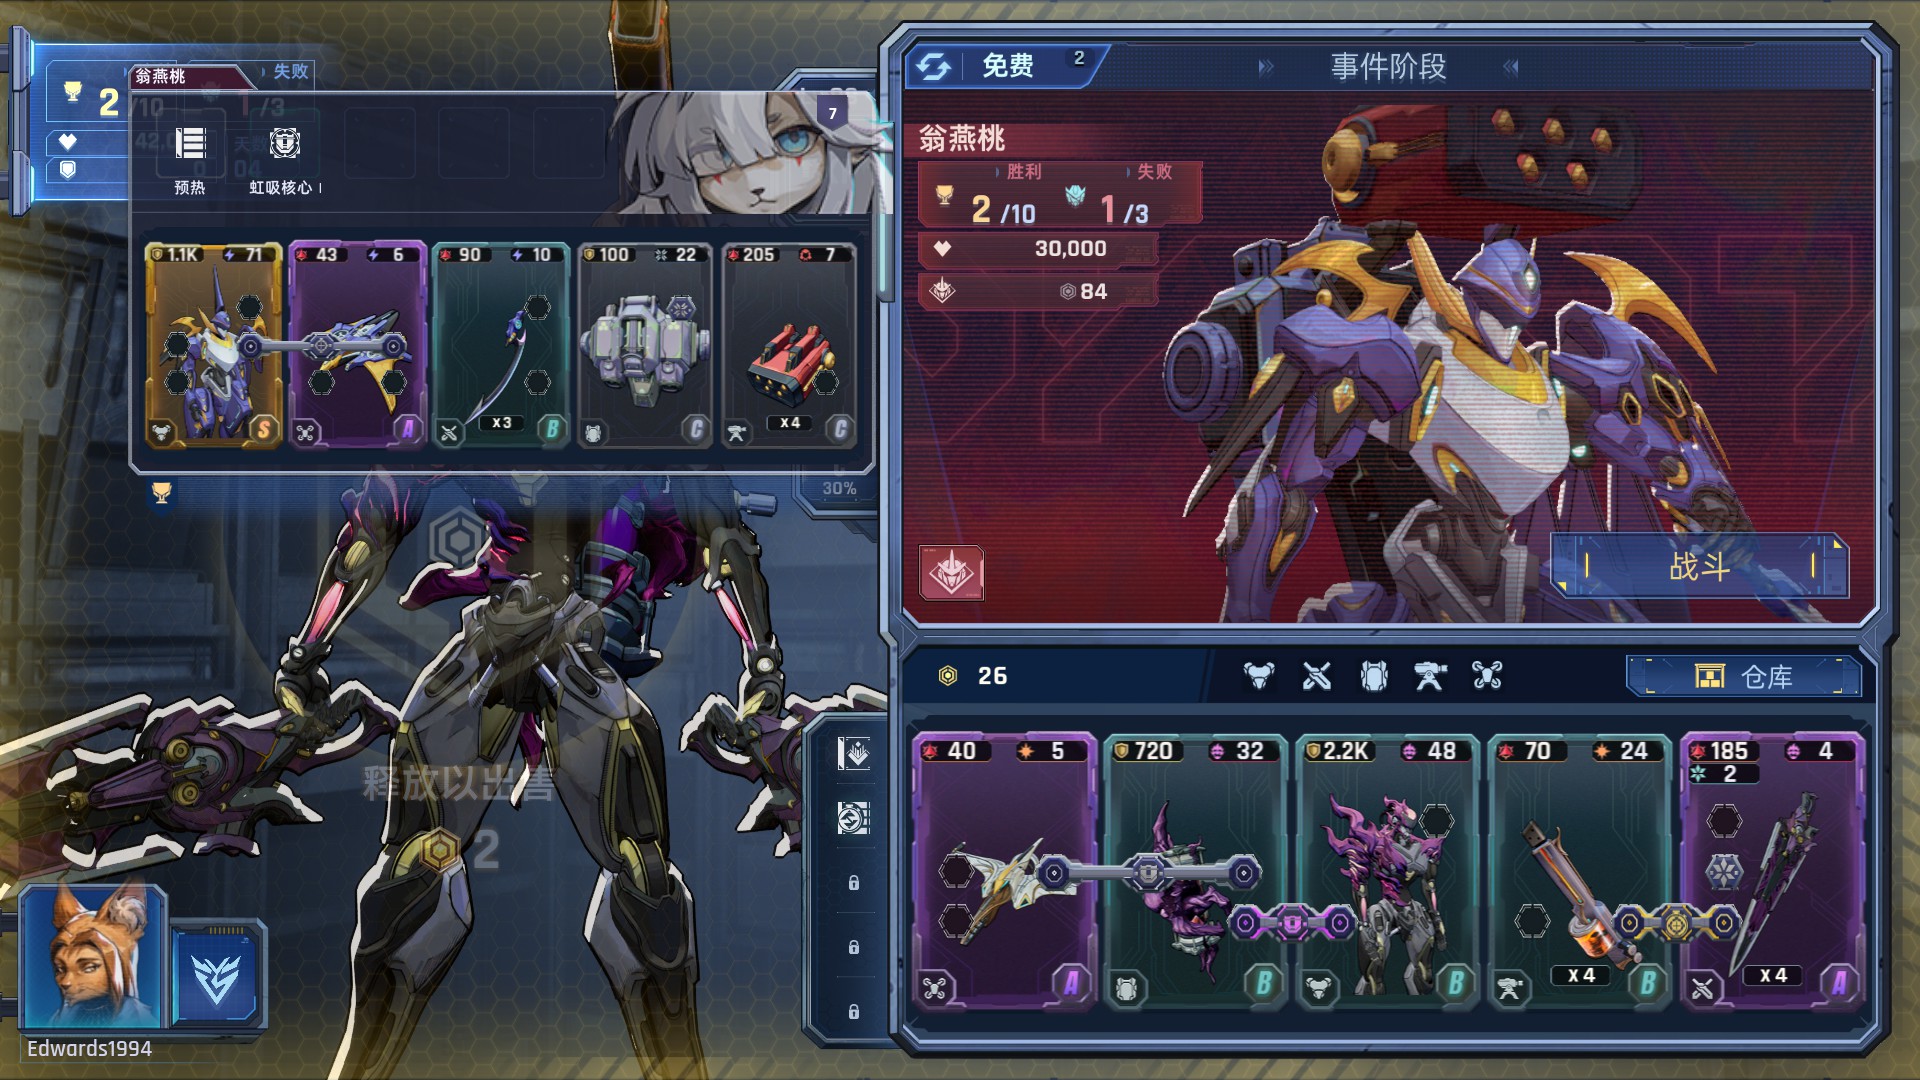 失败
2 /10
1 /3
翁燕桃
7
预热
虹吸核心 I
1.1K 71
43 6
90 10
100 22
205 7
S
A
x3 B
C
x4 C
30%
释放以出售
2
Edwards1994
免费 2
事件阶段
翁燕桃
胜利 失败
2 /10 1 /3
30,000
84
战斗
26
仓库
40 5
720 32
2.2K 48
70 24
185 4
2
A
B
B
x4 B
x4 A